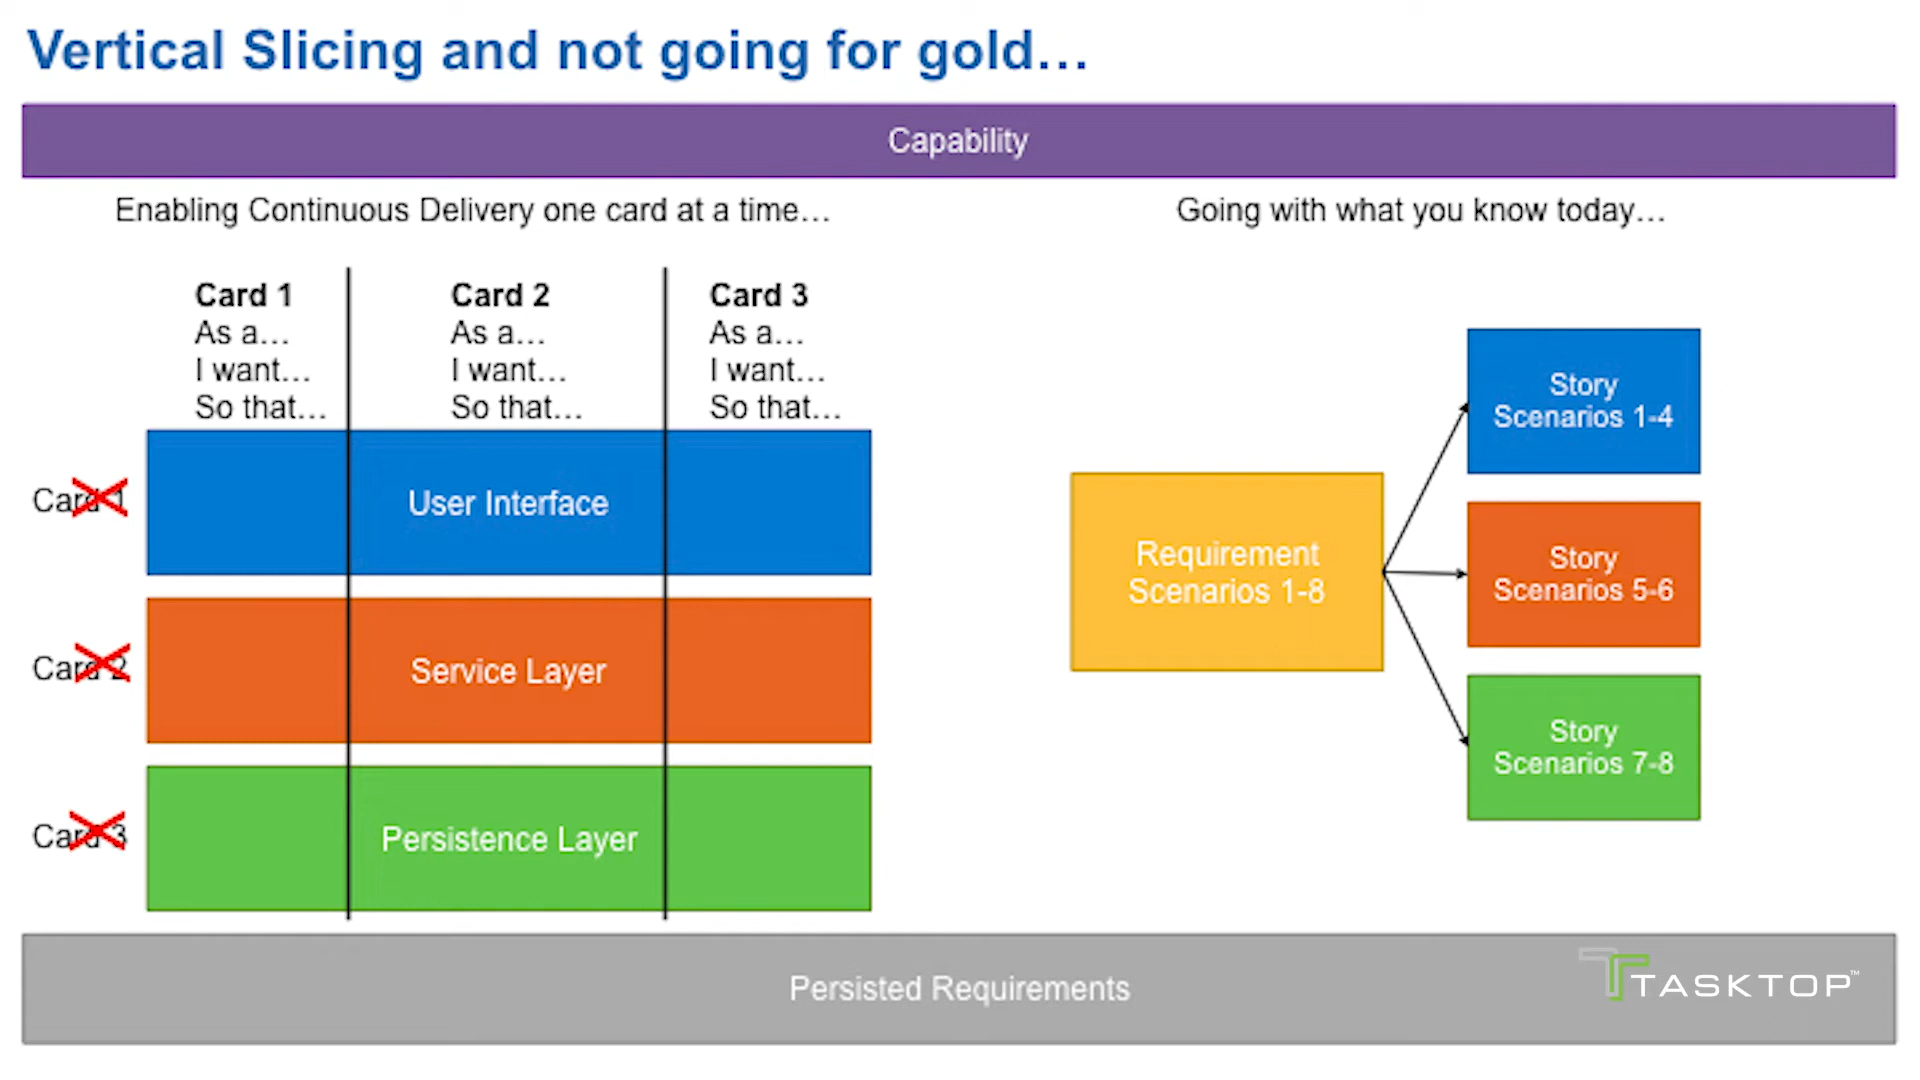 Vertical Slicing and not going for gold…
Capability
Enabling Continuous Delivery one card at a time…
Card 1
As a…
I want…
So that…
Card 2
As a…
I want…
So that…
Card 3
As a…
I want…
So that…
Card 1
User Interface
Card 2
Service Layer
Card 3
Persistence Layer
Going with what you know today…
Requirement
Scenarios 1-8
Story
Scenarios 1-4
Story
Scenarios 5-6
Story
Scenarios 7-8
Persisted Requirements
TASKTOP™